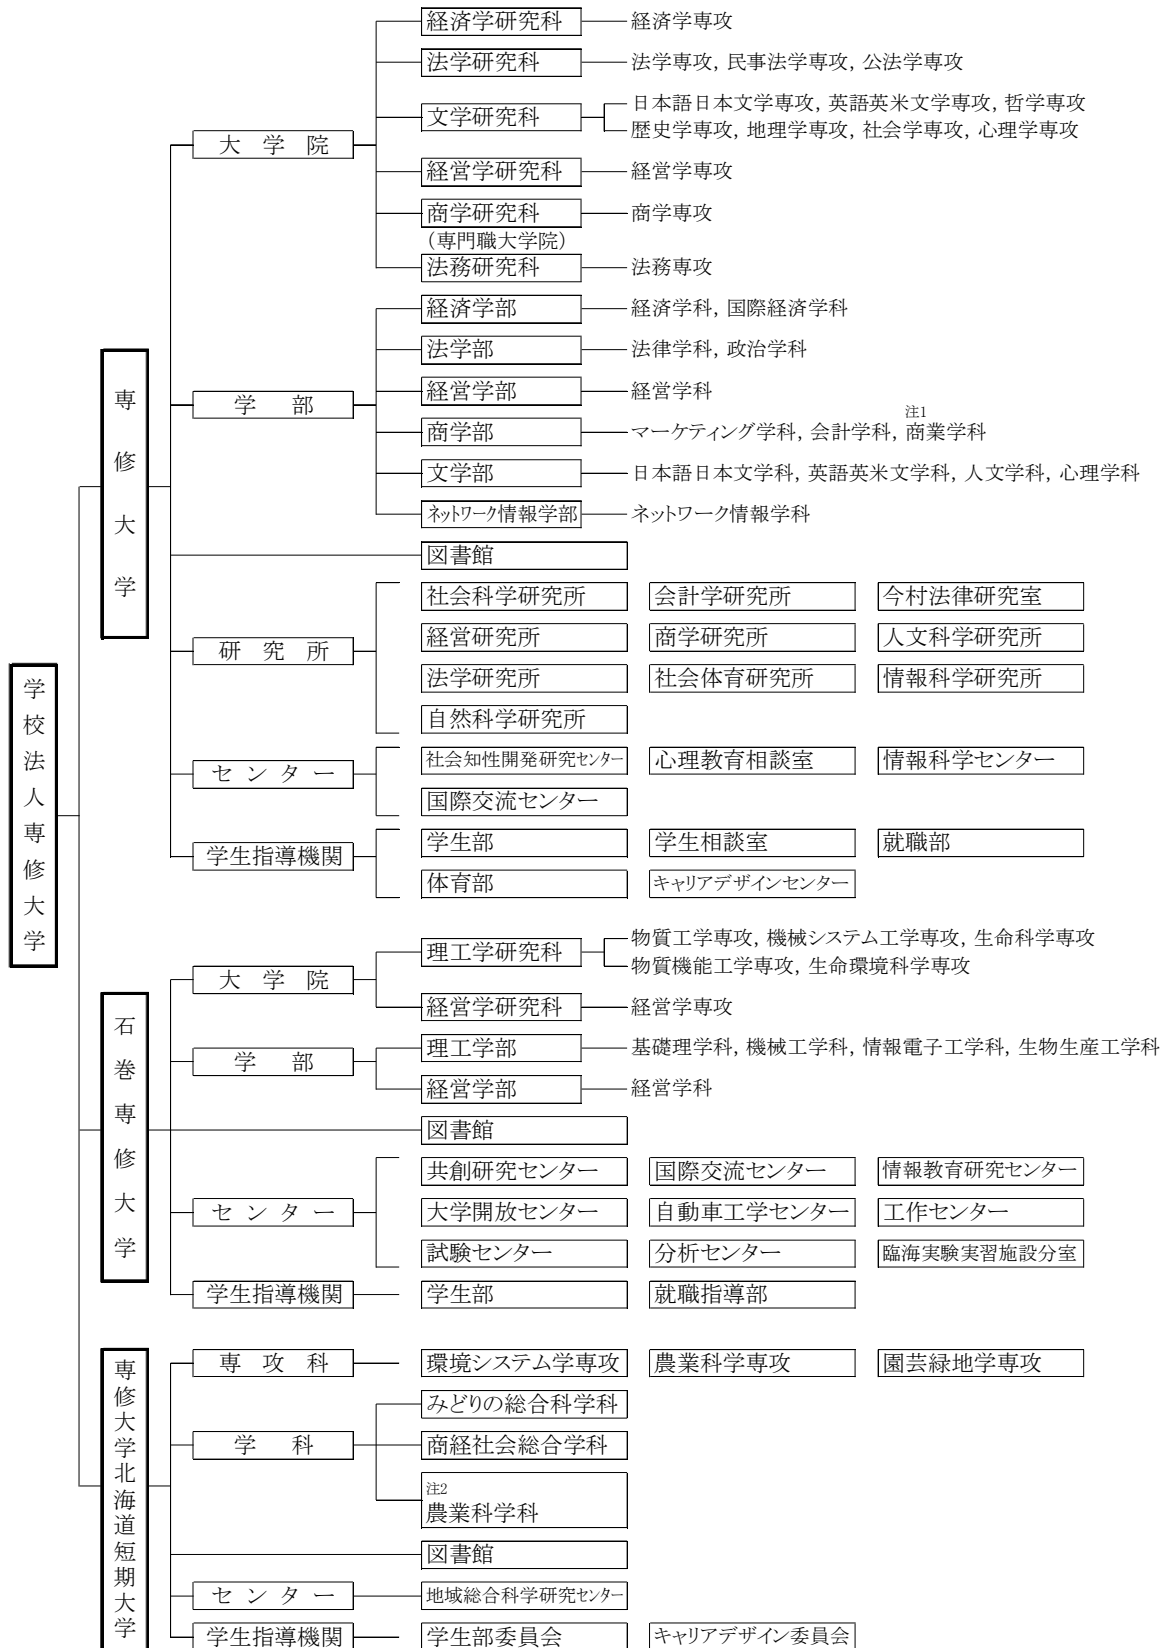 学校法人専修大学
専修大学
大学院
経済学研究科 経済学専攻
法学研究科 法学専攻, 民事法学専攻, 公法学専攻
文学研究科 日本語日本文学専攻, 英語英米文学専攻, 哲学専攻
歴史学専攻, 地理学専攻, 社会学専攻, 心理学専攻
経営学研究科 経営学専攻
商学研究科 商学専攻
(専門職大学院)
法務研究科 法務専攻
学部
経済学部 経済学科, 国際経済学科
法学部 法律学科, 政治学科
経営学部 経営学科
注1
商学部 マーケティング学科, 会計学科, 商業学科
文学部 日本語日本文学科, 英語英米文学科, 人文学科, 心理学科
ネットワーク情報学部 ネットワーク情報学科
図書館
研究所
社会科学研究所 会計学研究所 今村法律研究室
経営研究所 商学研究所 人文科学研究所
法学研究所 社会体育研究所 情報科学研究所
自然科学研究所
センター
社会知性開発研究センター 心理教育相談室 情報科学センター
国際交流センター
学生指導機関
学生部 学生相談室 就職部
体育部 キャリアデザインセンター
石巻専修大学
大学院
理工学研究科 物質工学専攻, 機械システム工学専攻, 生命科学専攻
物質機能工学専攻, 生命環境科学専攻
経営学研究科 経営学専攻
学部
理工学部 基礎理学科, 機械工学科, 情報電子工学科, 生物生産工学科
経営学部 経営学科
図書館
センター
共創研究センター 国際交流センター 情報教育研究センター
大学開放センター 自動車工学センター 工作センター
試験センター 分析センター 臨海実験実習施設分室
学生指導機関 学生部 就職指導部
専修大学北海道短期大学
専攻科 環境システム学専攻 農業科学専攻 園芸緑地学専攻
学科
みどりの総合科学科
商経社会総合学科
注2
農業科学科
図書館
センター 地域総合科学研究センター
学生指導機関 学生部委員会 キャリアデザイン委員会